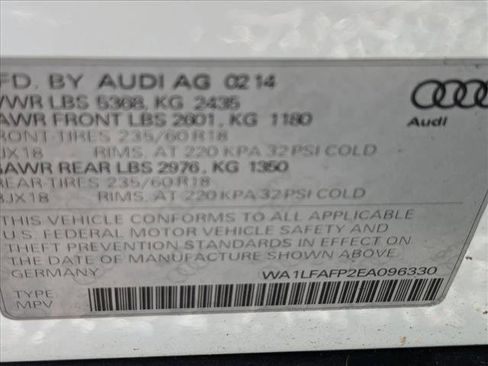 FD. BY AUDI AG 02 14
VWR LBS 5368, KG 2435
AWR FRONT LBS 2601, KG 1180
FRONT-TIRES 235/60 R18
JX18 RIMS, AT 220 KPA 32 PSI COLD
AWR REAR LBS 2976, KG 1350
REAR-TIRES 235/60 R18
8JX18 RIMS, AT 220 KPA 32 PSI COLD
Audi
THIS VEHICLE CONFORMS TO ALL APPLICABLE
U.S. FEDERAL MOTOR VEHICLE SAFETY AND
THEFT PREVENTION STANDARDS IN EFFECT ON
THE DATE OF MANUFACTURE SHOWN ABOVE.
GERMANY WA1LFAFP2EA096330
TYPE:
MPV